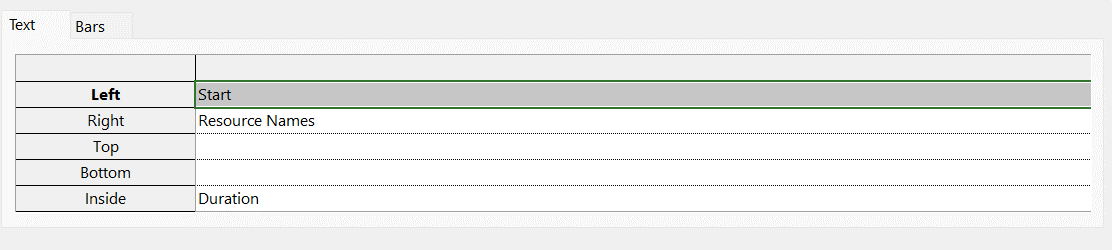 Text Bars
Left Start
Right Resource Names
Top
Bottom
Inside Duration